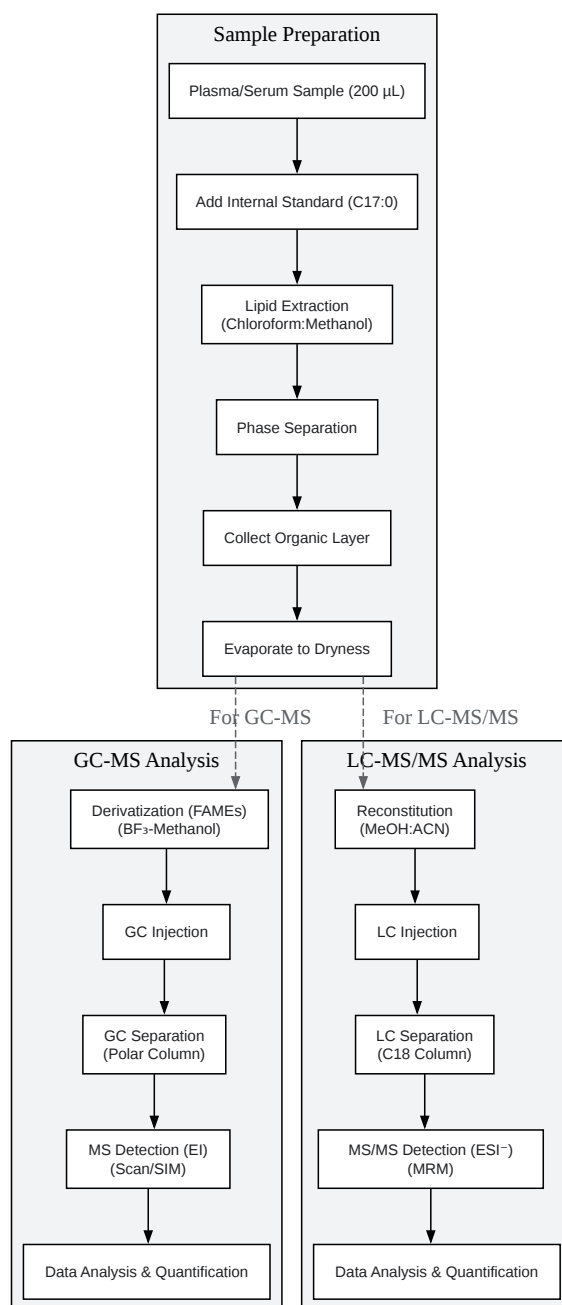 Sample Preparation
Plasma/Serum Sample (200 µL)
Add Internal Standard (C17:0)
Lipid Extraction
(Chloroform:Methanol)
Phase Separation
Collect Organic Layer
Evaporate to Dryness
For GC-MS
For LC-MS/MS
GC-MS Analysis
Derivatization (FAMEs)
(BF₃-Methanol)
GC Injection
GC Separation
(Polar Column)
MS Detection (EI)
(Scan/SIM)
Data Analysis & Quantification
LC-MS/MS Analysis
Reconstitution
(MeOH:ACN)
LC Injection
LC Separation
(C18 Column)
MS/MS Detection (ESI⁻)
(MRM)
Data Analysis & Quantification